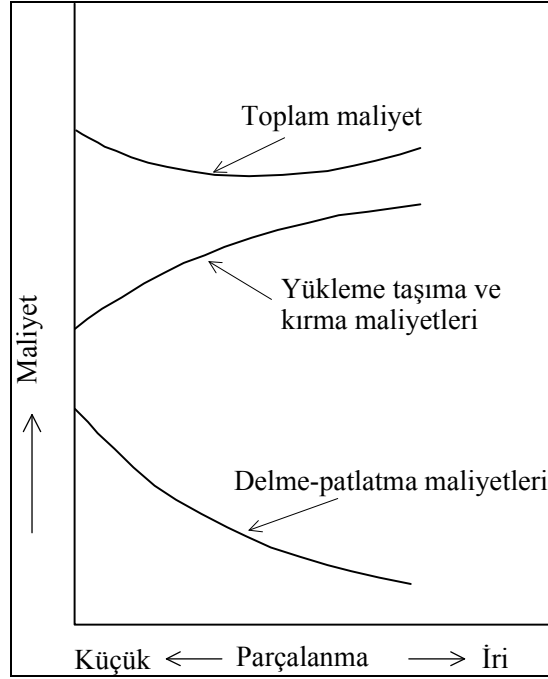 Toplam maliyet
Yükleme taşıma ve
kırma maliyetleri
Maliyet
Delme-patlatma maliyetleri
Küçük Parçalanma İri